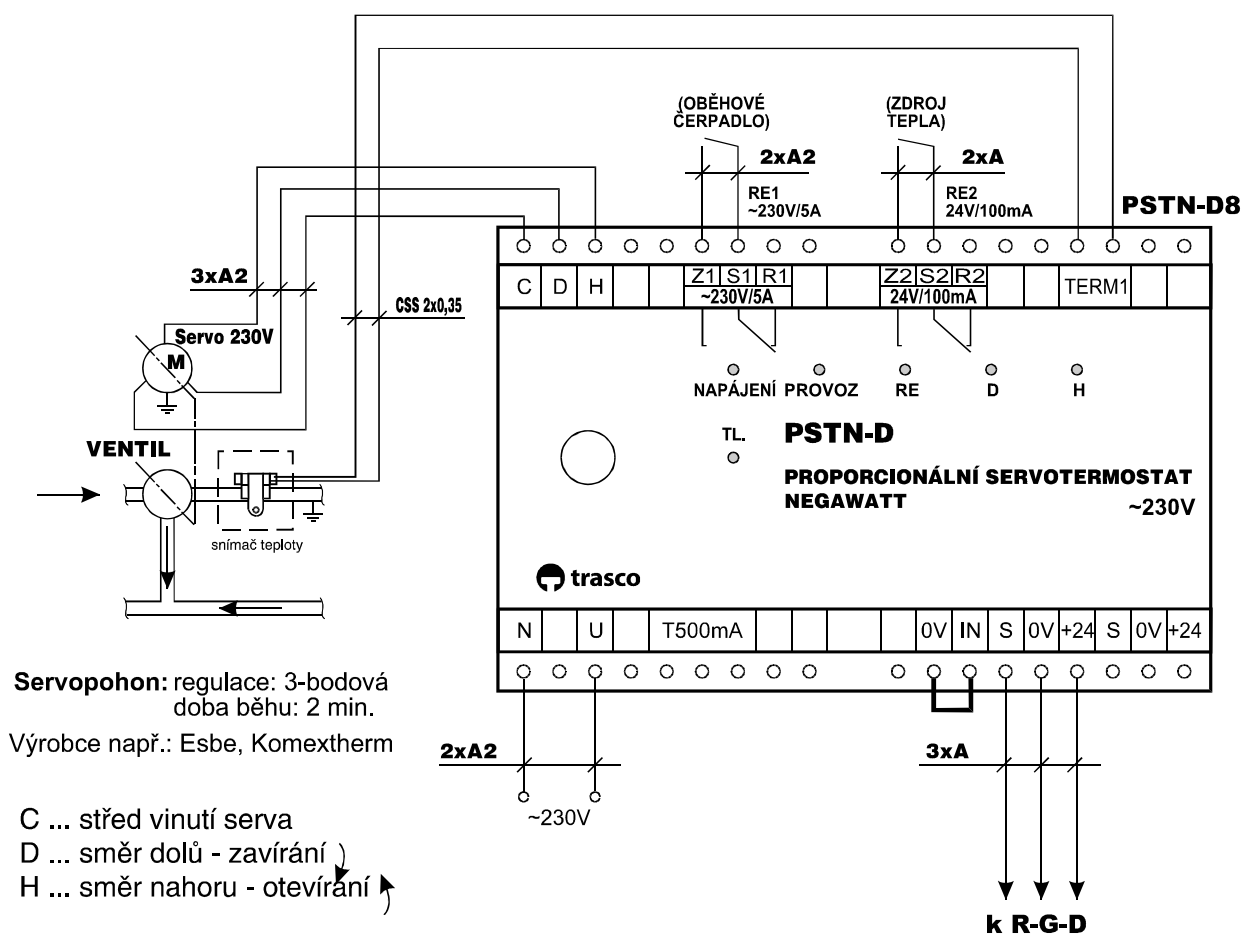 (OBĚHOVÉ
ČERPADLO)
(ZDROJ
TEPLA)
2xA2
2xA
RE1
~230V/5A
RE2
24V/100mA
PSTN-D8
3xA2
CSS 2x0,35
Servo 230V
M
VENTIL
snímač teploty
C D H Z1 S1 R1 Z2 S2 R2 TERM1
~230V/5A 24V/100mA
NAPÁJENÍ PROVOZ RE D H
TL.
PSTN-D
PROPORCIONÁLNÍ SERVOTERMOSTAT
NEGAWATT
~230V
trasco
N U T500mA 0V IN S 0V +24 S 0V +24
Servopohon: regulace: 3-bodová
doba běhu: 2 min.
Výrobce např.: Esbe, Komextherm
2xA2
~230V
3xA
C ... střed vinutí serva
D ... směr dolů - zavírání
H ... směr nahoru - otevírání
k R-G-D